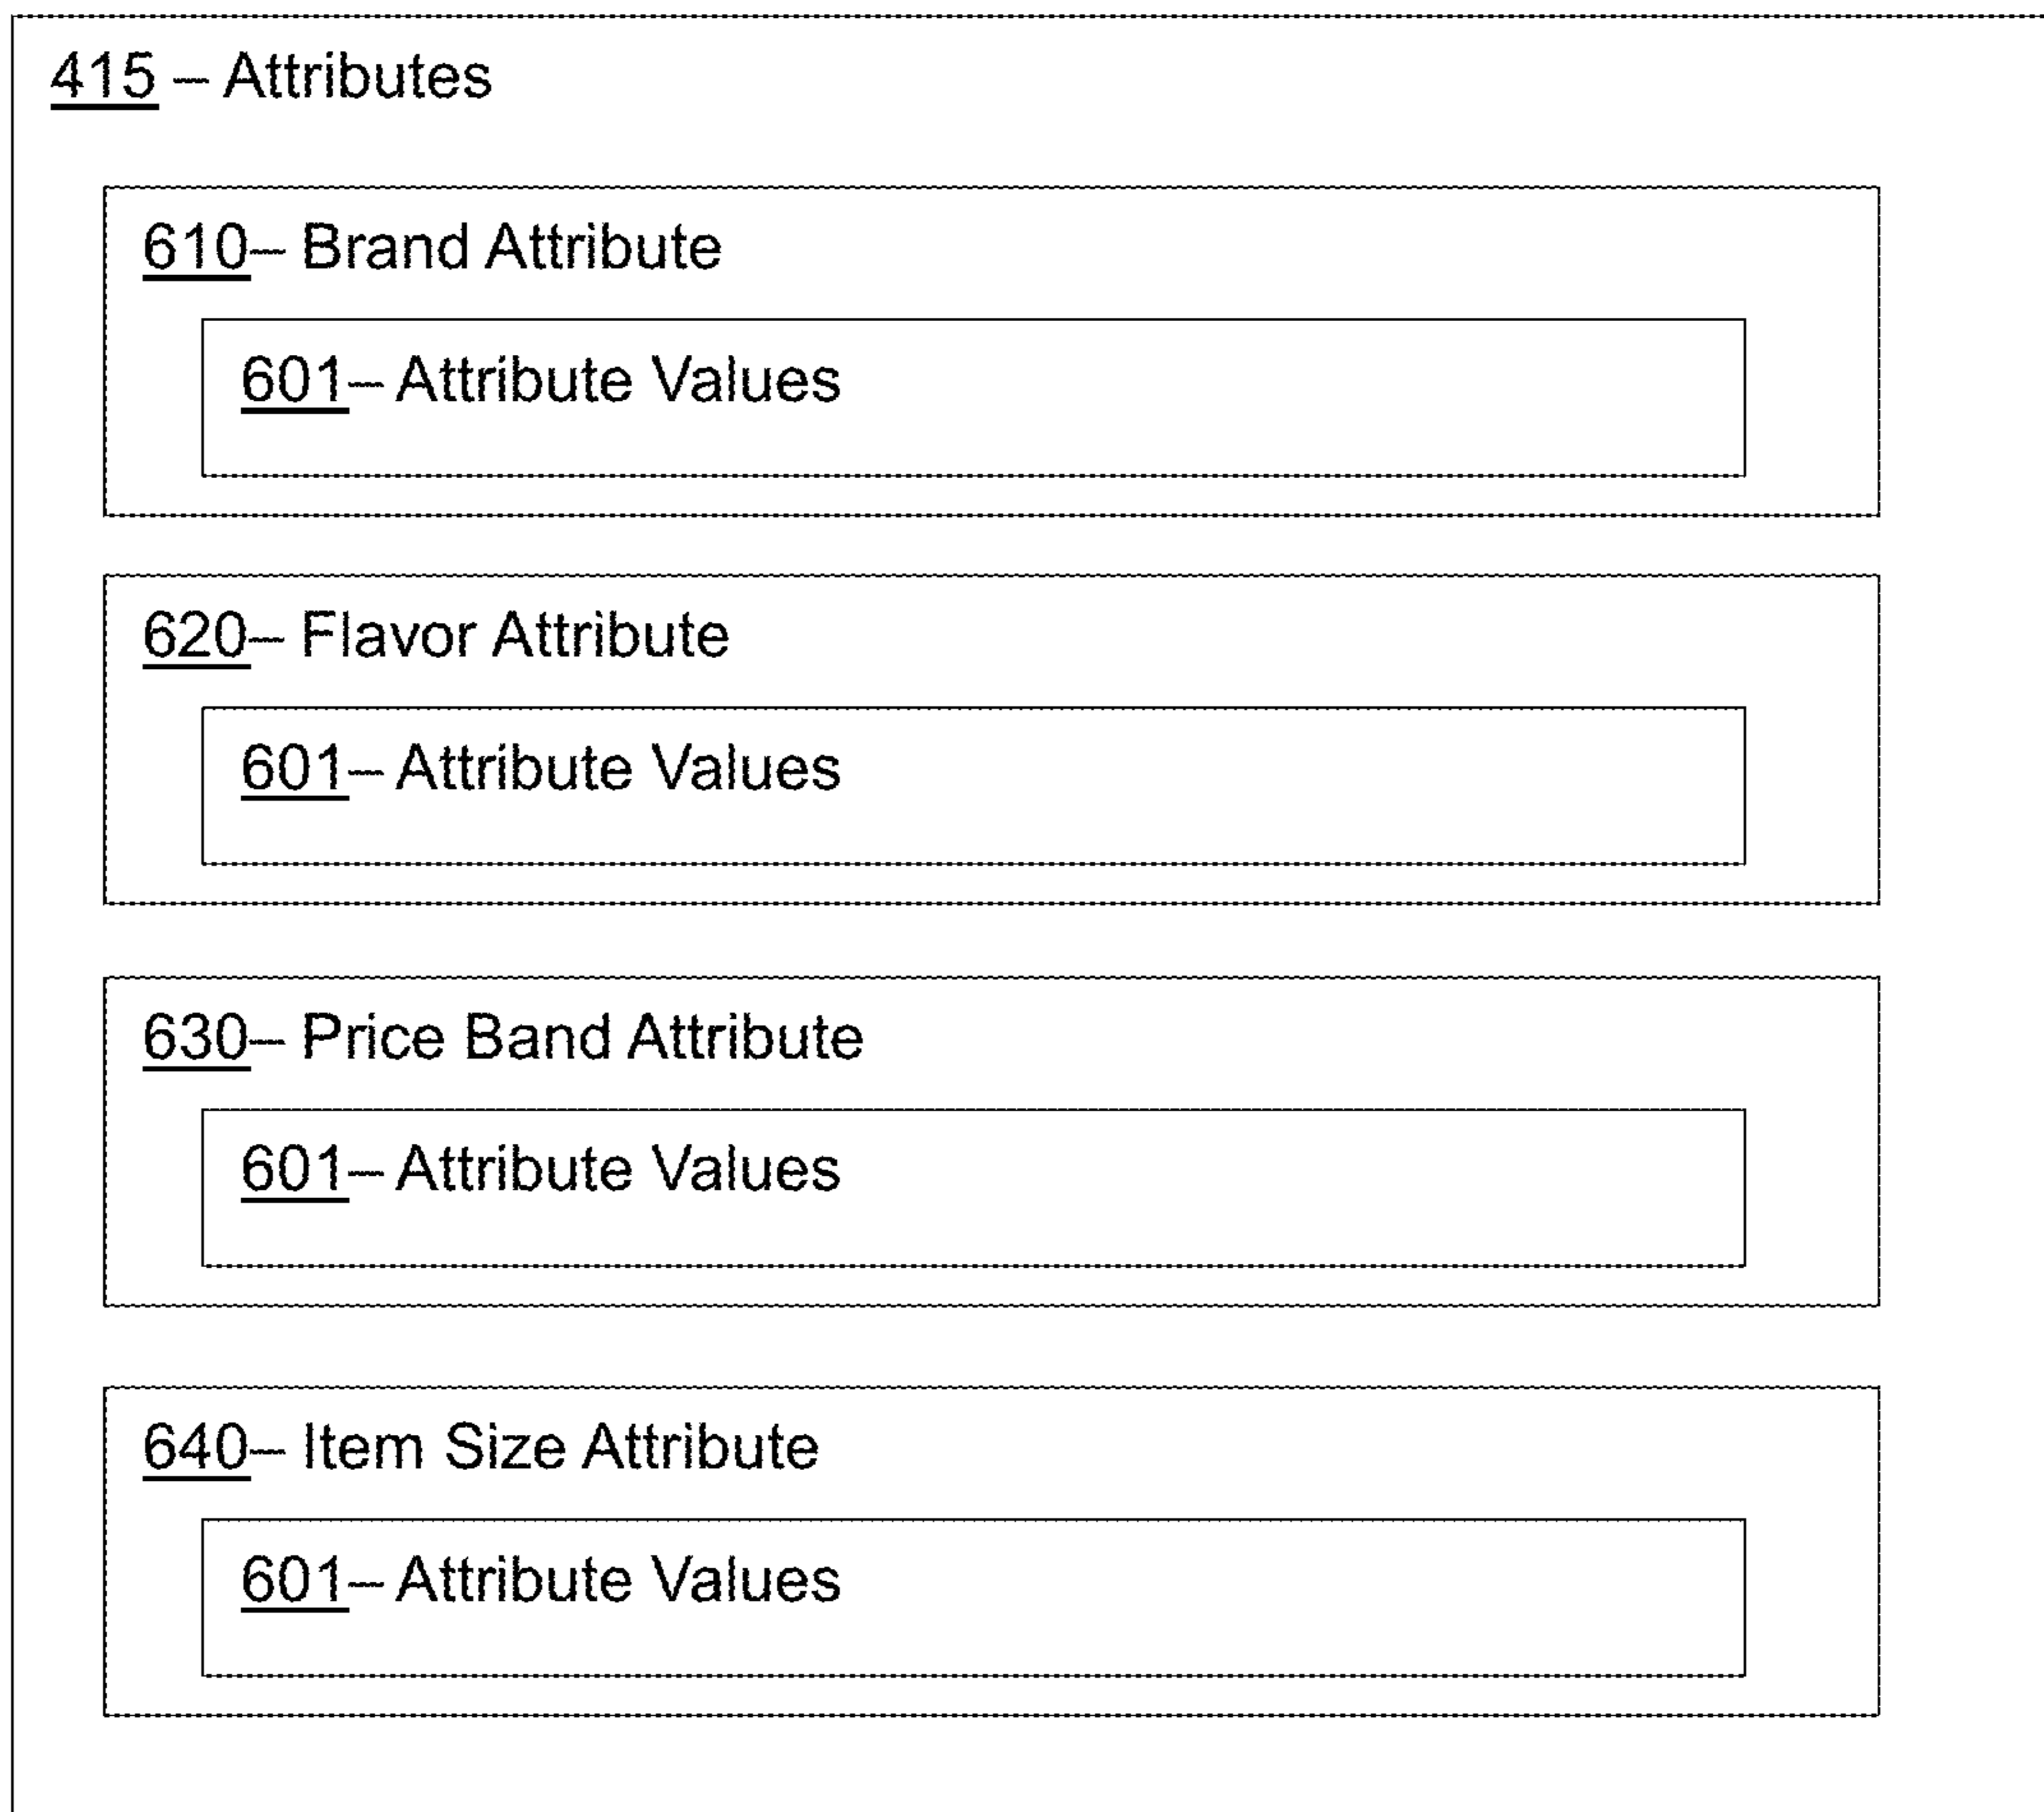 415 – Attributes
610– Brand Attribute
601– Attribute Values
620– Flavor Attribute
601– Attribute Values
630– Price Band Attribute
601– Attribute Values
640– Item Size Attribute
601– Attribute Values